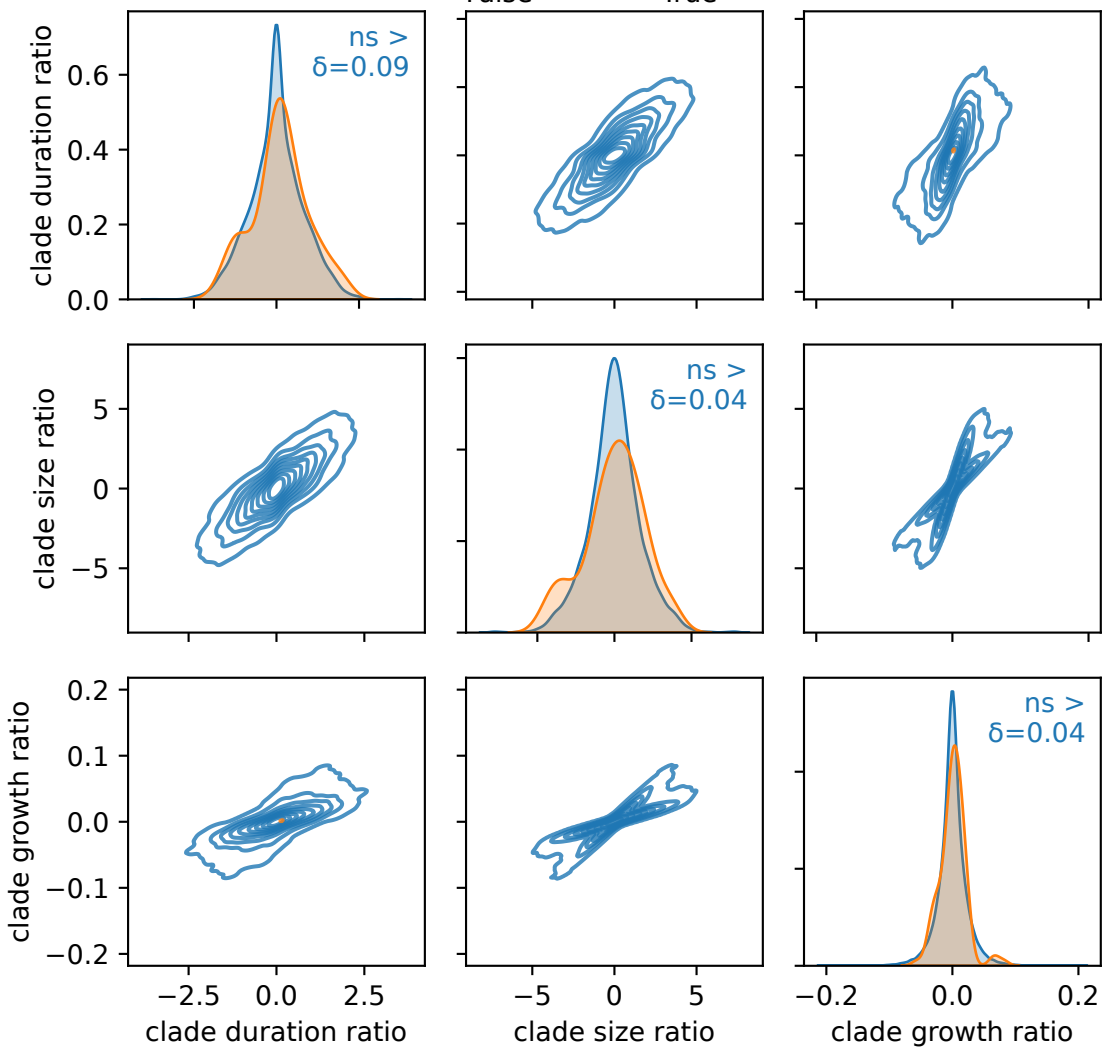 True
clade duration ratio
0.6
0.4
0.2
0.0
ns >
δ=0.09
clade size ratio
5
0
−5
ns >
δ=0.04
clade growth ratio
0.2
0.1
0.0
−0.1
−0.2
ns >
δ=0.04
−2.5 0.0 2.5
−5 0 5
−0.2 0.0 0.2
clade duration ratio
clade size ratio
clade growth ratio